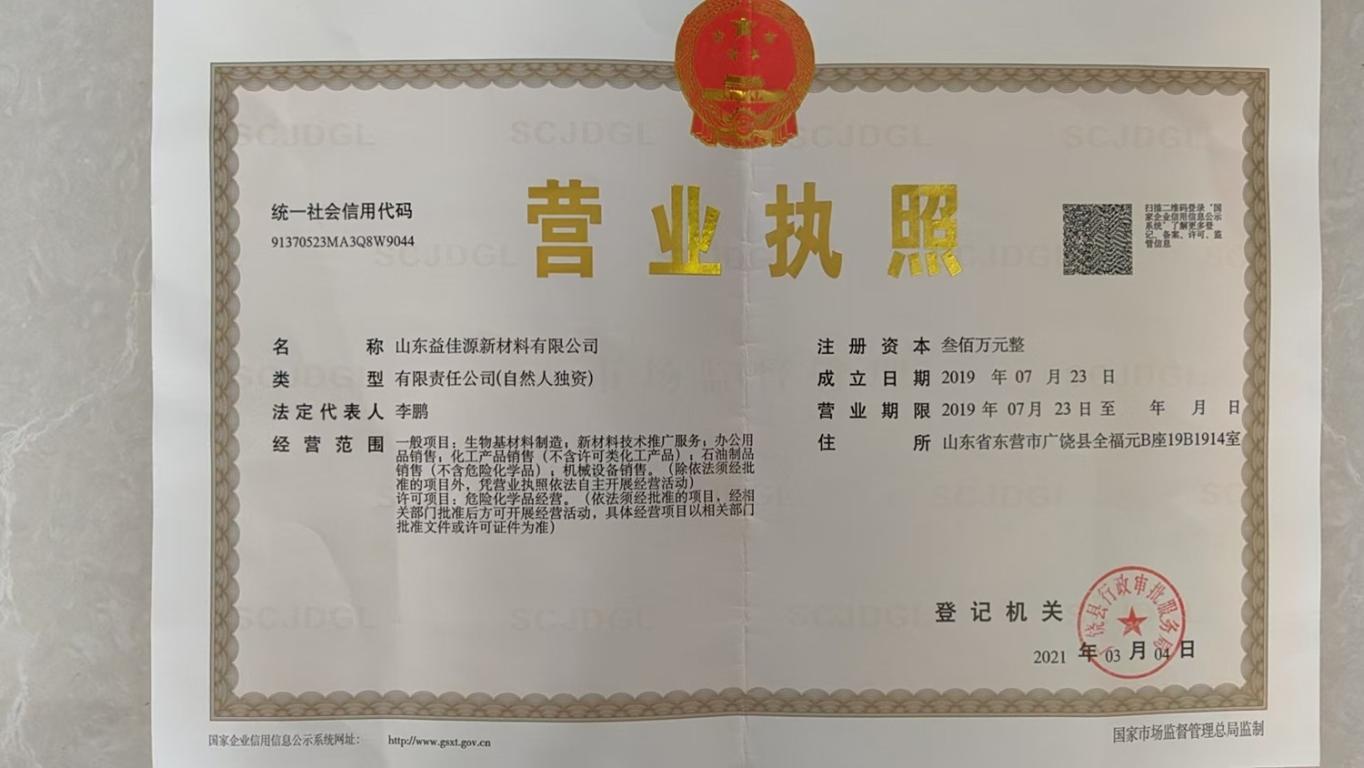 营业执照
统一社会信用代码
91370523MA3Q8W9044
扫描二维码登录‘国
家企业信用信息公示
系统’了解更多登
记、备案、许可、监
管信息
名称 山东益佳源新材料有限公司
类型 有限责任公司(自然人独资)
法定代表人 李鹏
经营范围 一般项目：生物基材料制造；新材料技术推广服务；办公用
品销售；化工产品销售（不含许可类化工产品）；石油制品
销售（不含危险化学品）；机械设备销售。（除依法须经批
准的项目外，凭营业执照依法自主开展经营活动）
许可项目：危险化学品经营。（依法须经批准的项目，经相
关部门批准后方可开展经营活动，具体经营项目以相关部门
批准文件或许可证件为准）
注册资本 叁佰万元整
成立日期 2019 年 07 月 23 日
营业期限 2019 年 07月 23 日 至 年 月 日
住所 山东省东营市广饶县全福元B座19B1914室
登记机关
广饶县行政审批服务局
2021 年 03 月 04 日
国家企业信用信息公示系统网址： http://www.gsxt.gov.cn
国家市场监督管理总局监制
SCJDGL